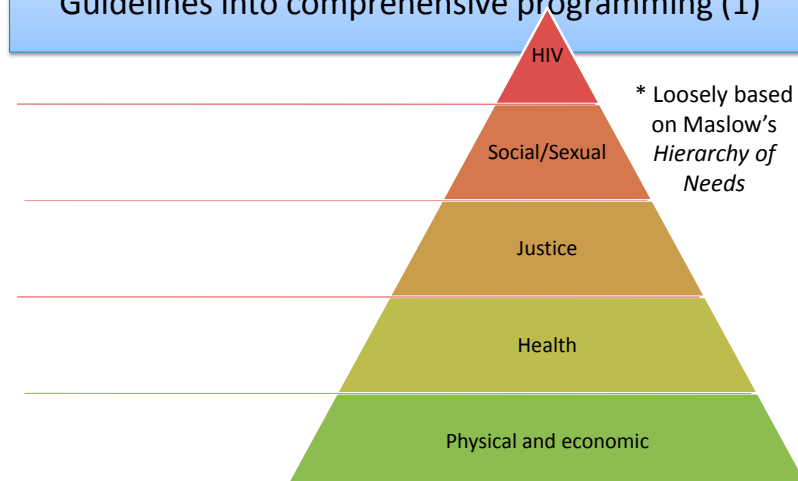 Guidelines into comprehensive programming (1)
HIV
* Loosely based
on Maslow's
Hierarchy of
Needs
Social/Sexual
Justice
Health
Physical and economic